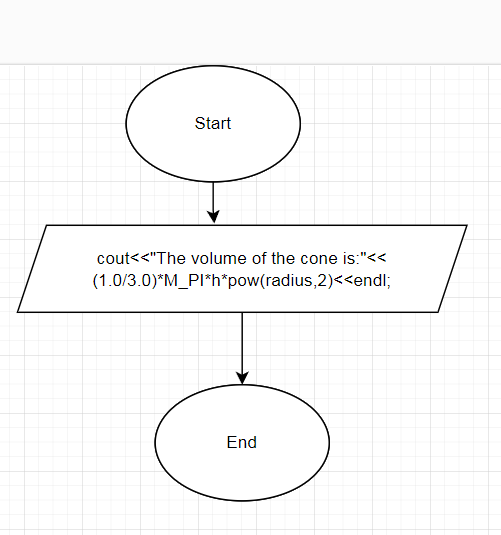 Start
cout<<"The volume of the cone is:"<<
(1.0/3.0)*M_PI*h*pow(radius,2)<<endl;
End